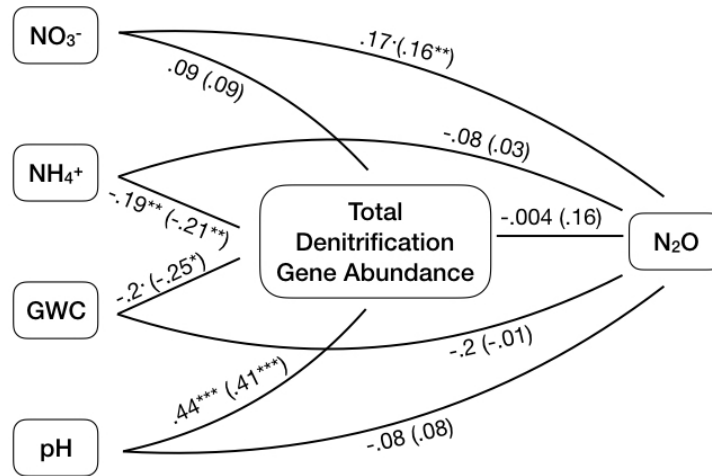 NO₃⁻
.17·(.16**)
.09 (.09)
NH₄⁺
-.08 (.03)
-.19** (-.21**)
Total
Denitrification
Gene Abundance
-.004 (.16)
N₂O
-.2· (-.25*)
GWC
-.2 (-.01)
.44*** (.41***)
pH
-.08 (.08)